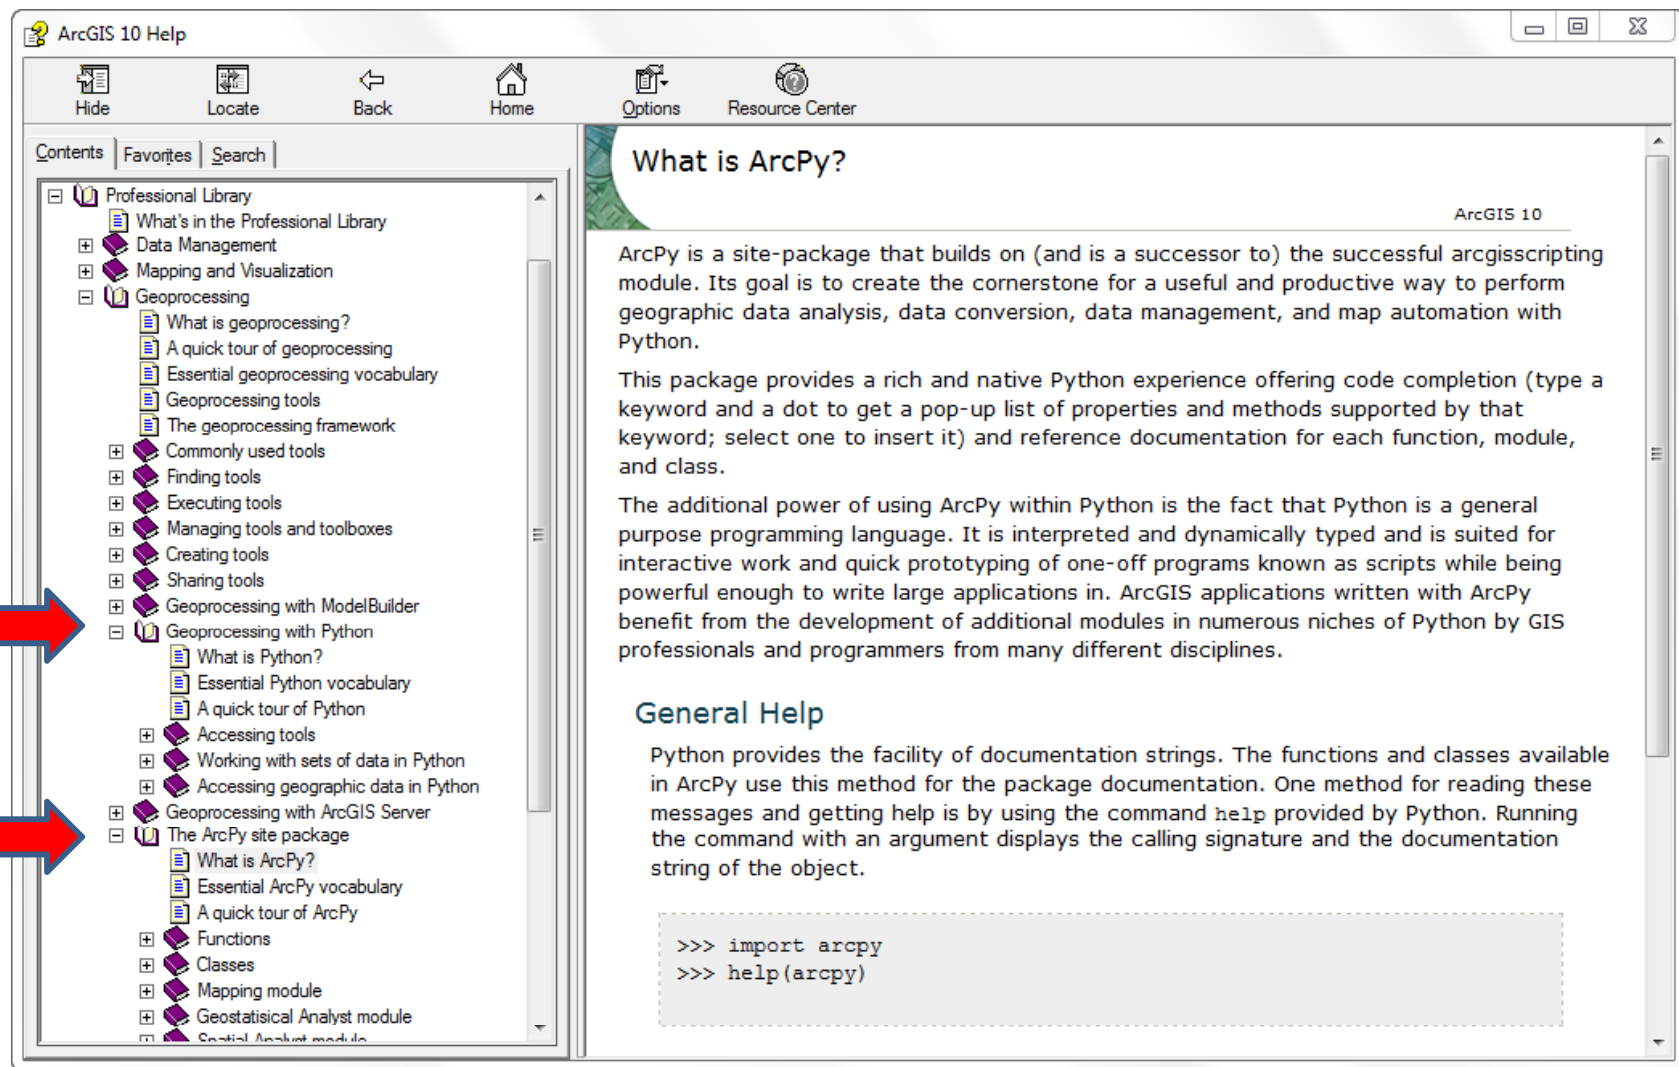 ArcGIS 10 Help
Hide Locate Back Home Options Resource Center
Contents Favorites Search
Professional Library
What's in the Professional Library
Data Management
Mapping and Visualization
Geoprocessing
What is geoprocessing?
A quick tour of geoprocessing
Essential geoprocessing vocabulary
Geoprocessing tools
The geoprocessing framework
Commonly used tools
Finding tools
Executing tools
Managing tools and toolboxes
Creating tools
Sharing tools
Geoprocessing with ModelBuilder
Geoprocessing with Python
What is Python?
Essential Python vocabulary
A quick tour of Python
Accessing tools
Working with sets of data in Python
Accessing geographic data in Python
Geoprocessing with ArcGIS Server
The ArcPy site package
What is ArcPy?
Essential ArcPy vocabulary
A quick tour of ArcPy
Functions
Classes
Mapping module
Geostatisical Analyst module
Spatial Analyst module
What is ArcPy?
ArcGIS 10
ArcPy is a site-package that builds on (and is a successor to) the successful arcgisscripting
module. Its goal is to create the cornerstone for a useful and productive way to perform
geographic data analysis, data conversion, data management, and map automation with
Python.
This package provides a rich and native Python experience offering code completion (type a
keyword and a dot to get a pop-up list of properties and methods supported by that
keyword; select one to insert it) and reference documentation for each function, module,
and class.
The additional power of using ArcPy within Python is the fact that Python is a general
purpose programming language. It is interpreted and dynamically typed and is suited for
interactive work and quick prototyping of one-off programs known as scripts while being
powerful enough to write large applications in. ArcGIS applications written with ArcPy
benefit from the development of additional modules in numerous niches of Python by GIS
professionals and programmers from many different disciplines.
General Help
Python provides the facility of documentation strings. The functions and classes available
in ArcPy use this method for the package documentation. One method for reading these
messages and getting help is by using the command help provided by Python. Running
the command with an argument displays the calling signature and the documentation
string of the object.
>>> import arcpy
>>> help(arcpy)